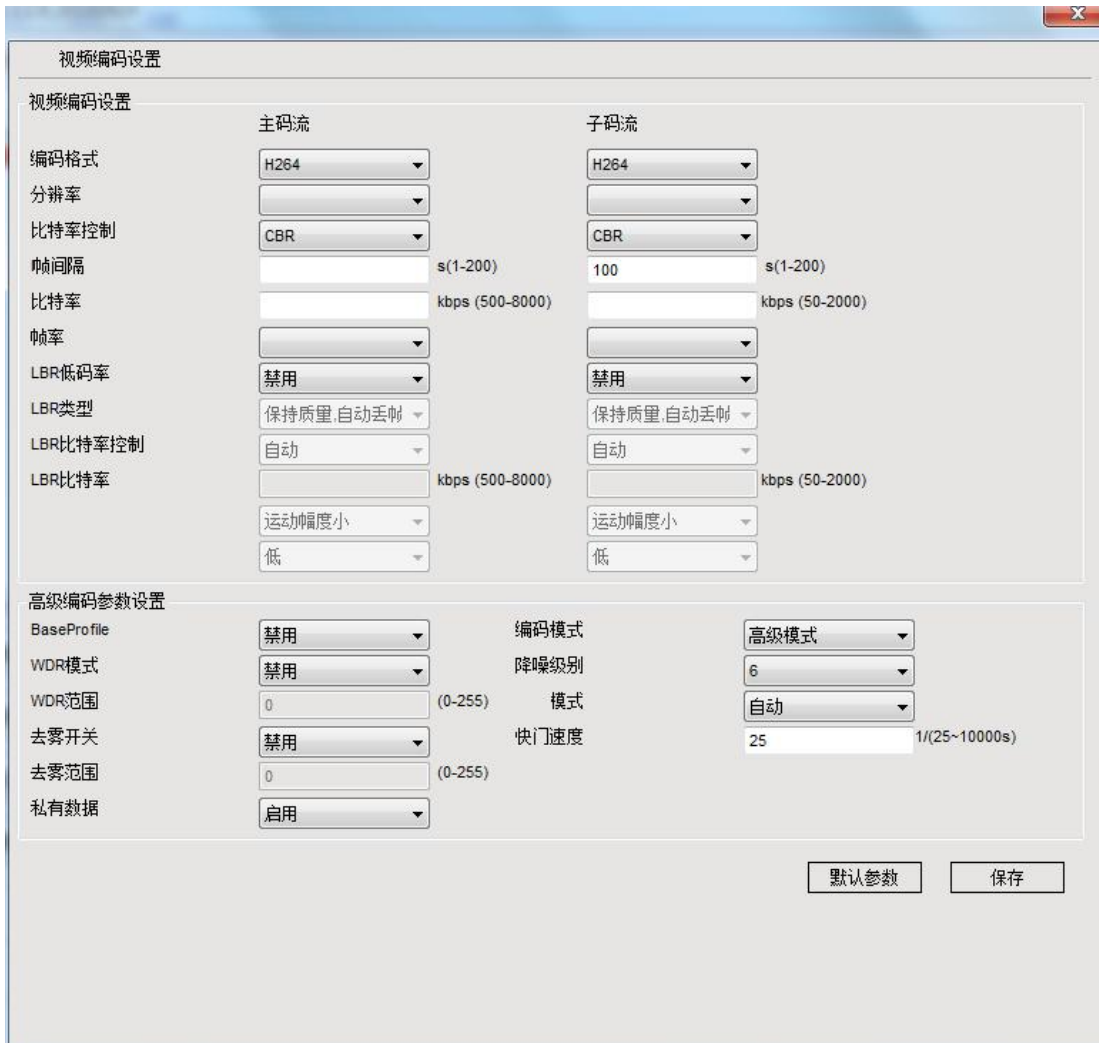 视频编码设置
视频编码设置
主码流 子码流
编码格式 H264 H264
分辨率
比特率控制 CBR CBR
帧间隔 s(1-200) 100 s(1-200)
比特率 kbps (500-8000) kbps (50-2000)
帧率
LBR低码率 禁用 禁用
LBR类型 保持质量,自动丢帧 保持质量,自动丢帧
LBR比特率控制 自动 自动
LBR比特率 kbps (500-8000) kbps (50-2000)
运动幅度小 运动幅度小
低 低
高级编码参数设置
BaseProfile 禁用 编码模式 高级模式
WDR模式 禁用 降噪级别 6
WDR范围 0 (0-255) 模式 自动
去雾开关 禁用 快门速度 25 1/(25~10000s)
去雾范围 0 (0-255)
私有数据 启用
默认参数 保存